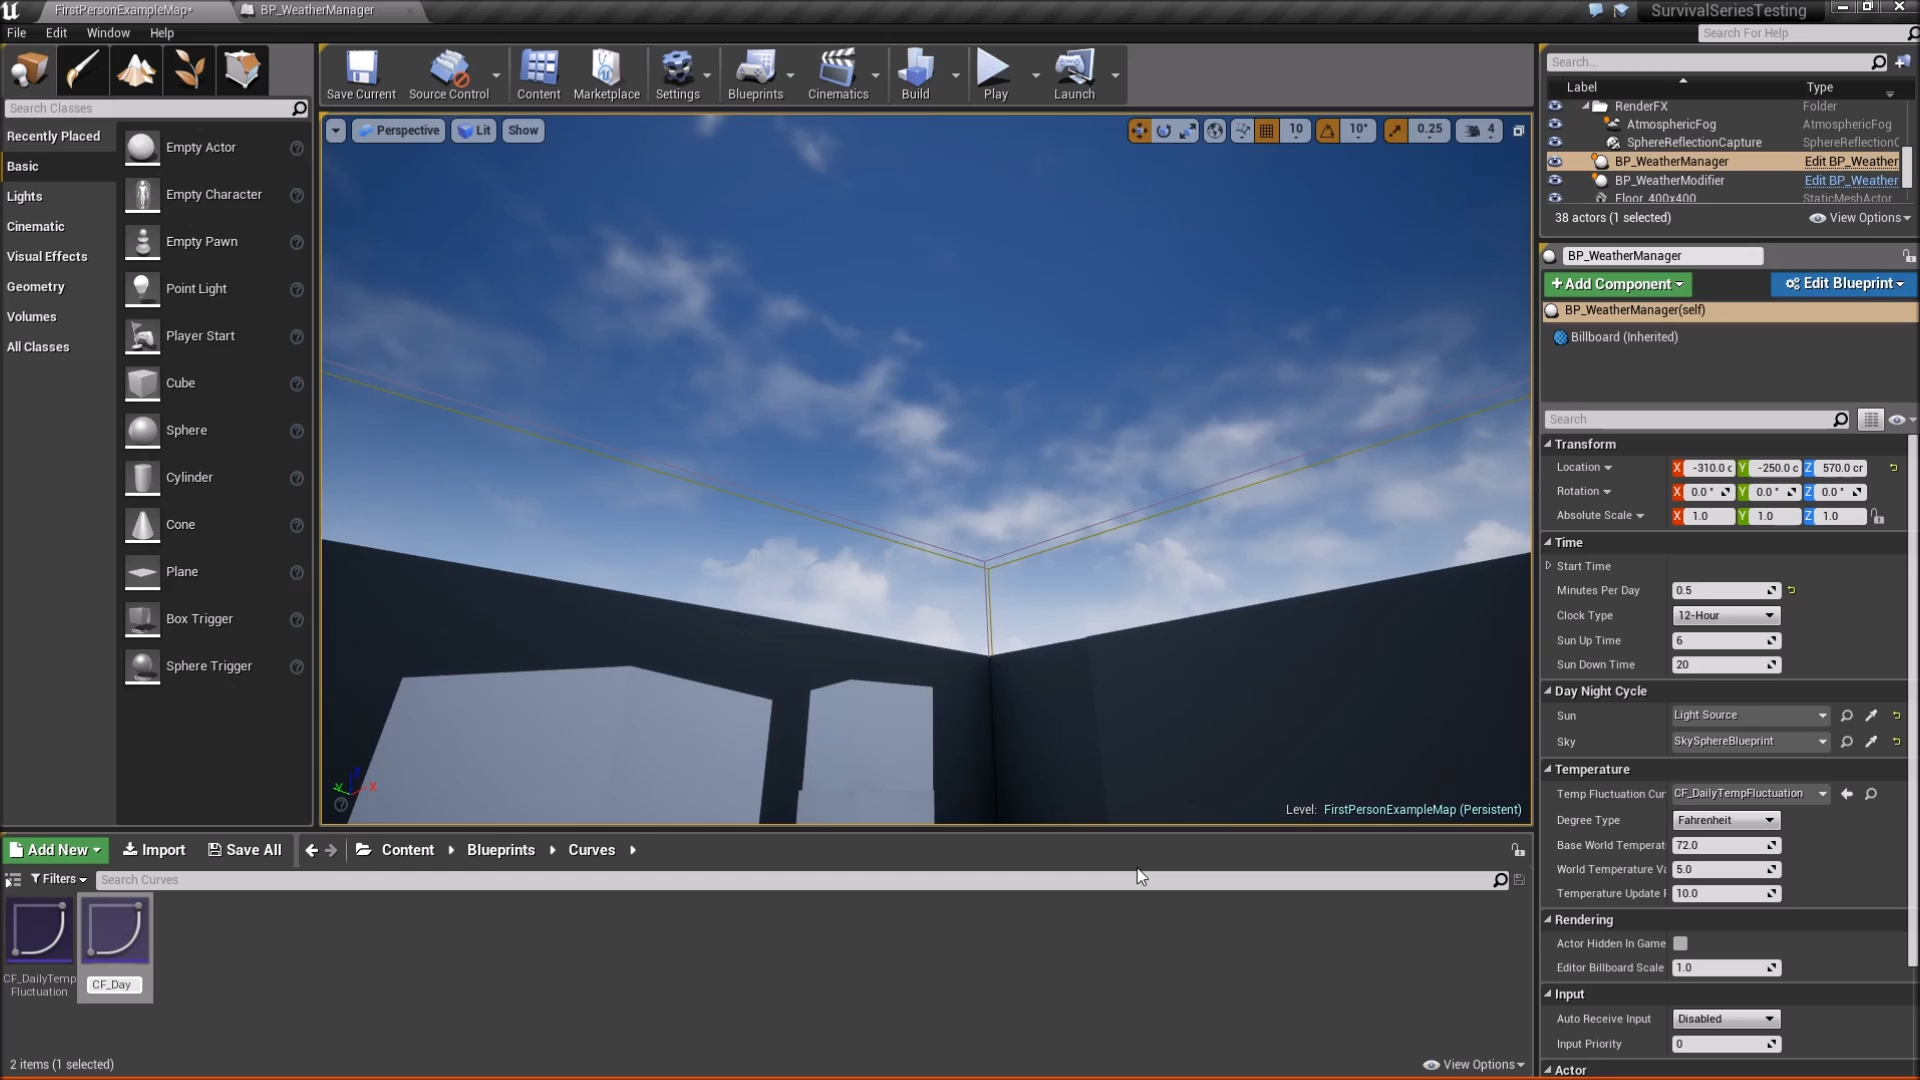 FirstPersonExampleMap*
BP_WeatherManager
SurvivalSeriesTesting
File Edit Window Help
Search For Help
Save Current
Source Control
Content
Marketplace
Settings
Blueprints
Cinematics
Build
Play
Launch
Search Classes
Recently Placed
Basic
Lights
Cinematic
Visual Effects
Geometry
Volumes
All Classes
Empty Actor
Empty Character
Empty Pawn
Point Light
Player Start
Cube
Sphere
Cylinder
Cone
Plane
Box Trigger
Sphere Trigger
Perspective
Lit
Show
10
10°
0.25
4
Level: FirstPersonExampleMap (Persistent)
Search...
Label Type
RenderFX Folder
AtmosphericFog AtmosphericFog
SphereReflectionCapture SphereReflectionC
BP_WeatherManager Edit BP_Weather
BP_WeatherModifier Edit BP_Weather
Floor_400x400 StaticMeshActor
38 actors (1 selected)
View Options
BP_WeatherManager
+Add Component
Edit Blueprint
BP_WeatherManager(self)
Billboard (Inherited)
Search
Transform
Location X -310.0 c Y -250.0 c Z 570.0 cr
Rotation X 0.0 ° Y 0.0 ° Z 0.0 °
Absolute Scale X 1.0 Y 1.0 Z 1.0
Time
Start Time
Minutes Per Day 0.5
Clock Type 12-Hour
Sun Up Time 6
Sun Down Time 20
Day Night Cycle
Sun Light Source
Sky SkySphereBlueprint
Temperature
Temp Fluctuation Cur CF_DailyTempFluctuation
Degree Type Fahrenheit
Base World Temperat 72.0
World Temperature Va 5.0
Temperature Update F 10.0
Rendering
Actor Hidden In Game
Editor Billboard Scale 1.0
Input
Auto Receive Input Disabled
Input Priority 0
Actor
Add New
Import
Save All
Content
Blueprints
Curves
Filters
Search Curves
CF_DailyTemp
Fluctuation
CF_Day
2 items (1 selected)
View Options